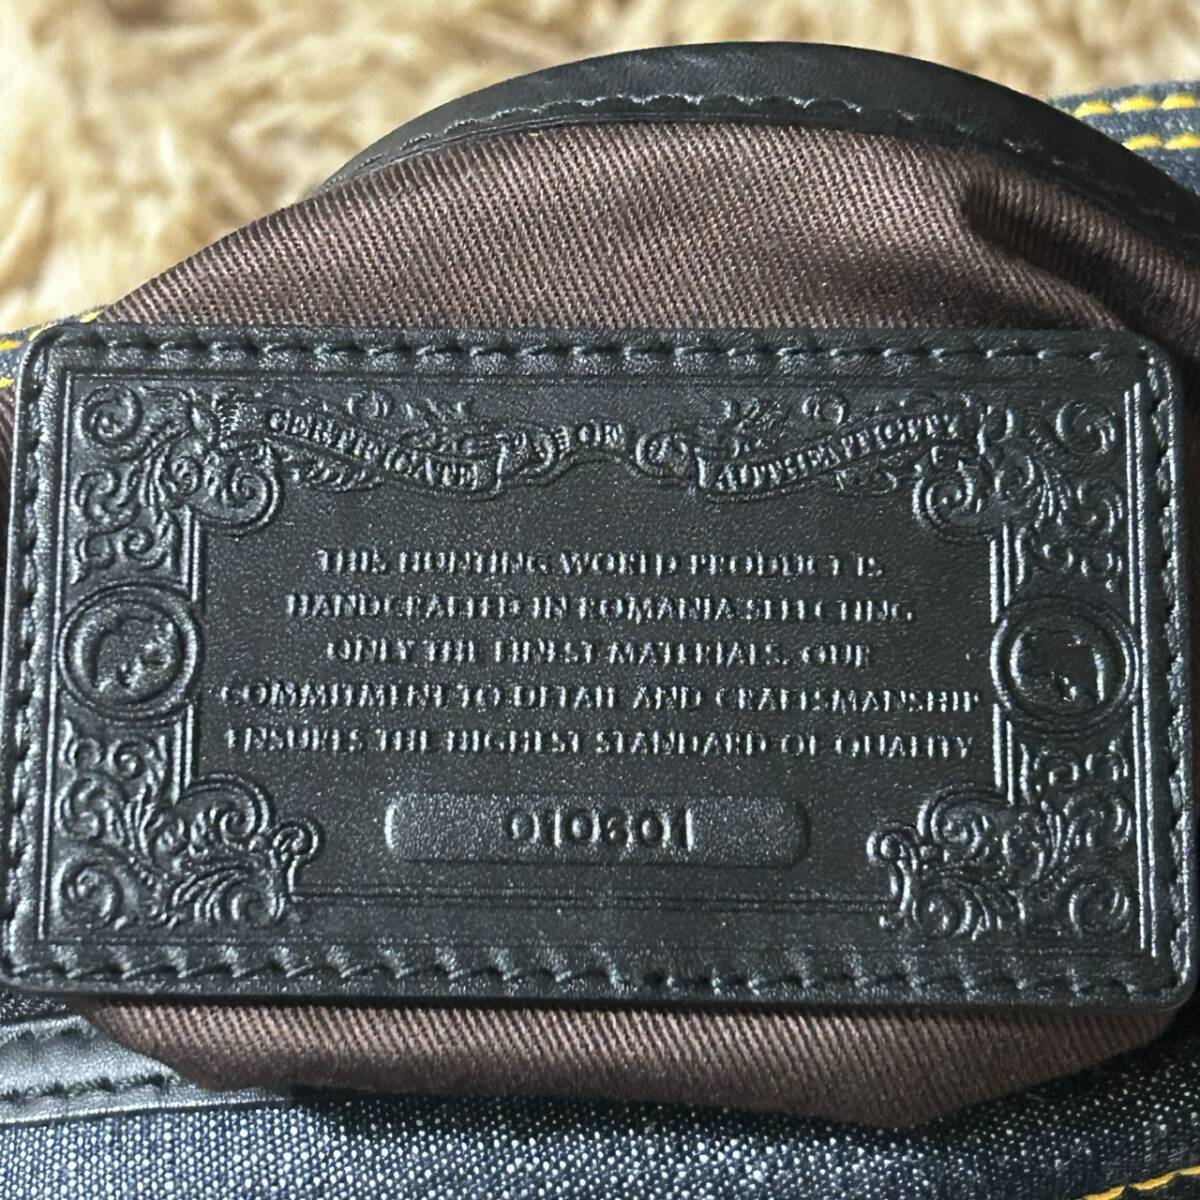 CERTIFICATE OF AUTHENTICITY
THIS HUNTING WORLD PRODUCT IS
HANDCRAFTED IN ROMANIA SELECTING
ONLY THE FINEST MATERIALS. OUR
COMMITMENT TO DETAIL AND CRAFTSMANSHIP
ENSURES THE HIGHEST STANDARD OF QUALITY
010601